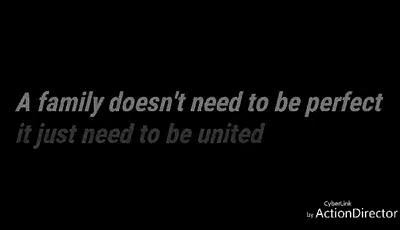 A family doesn't need to be perfect
it just need to be united
CyberLink
by ActionDirector